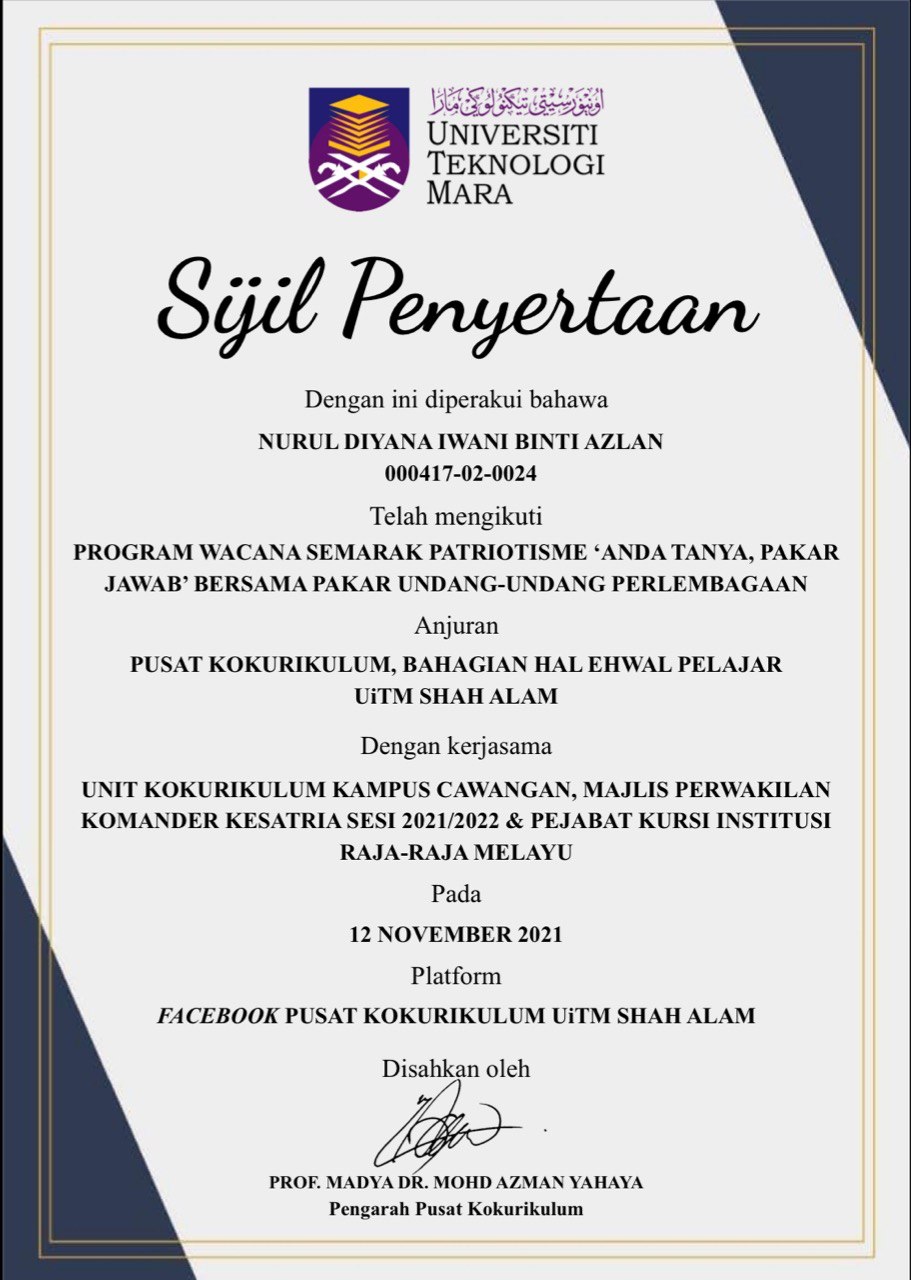 اونيۏرسيتي تيكنولوڬي مارا
UNIVERSITI
TEKNOLOGI
MARA
Sijil Penyertaan
Dengan ini diperakui bahawa
NURUL DIYANA IWANI BINTI AZLAN
000417-02-0024
Telah mengikuti
PROGRAM WACANA SEMARAK PATRIOTISME ‘ANDA TANYA, PAKAR
JAWAB’ BERSAMA PAKAR UNDANG-UNDANG PERLEMBAGAAN
Anjuran
PUSAT KOKURIKULUM, BAHAGIAN HAL EHWAL PELAJAR
UiTM SHAH ALAM
Dengan kerjasama
UNIT KOKURIKULUM KAMPUS CAWANGAN, MAJLIS PERWAKILAN
KOMANDER KESATRIA SESI 2021/2022 & PEJABAT KURSI INSTITUSI
RAJA-RAJA MELAYU
Pada
12 NOVEMBER 2021
Platform
FACEBOOK PUSAT KOKURIKULUM UiTM SHAH ALAM
Disahkan oleh
PROF. MADYA DR. MOHD AZMAN YAHAYA
Pengarah Pusat Kokurikulum